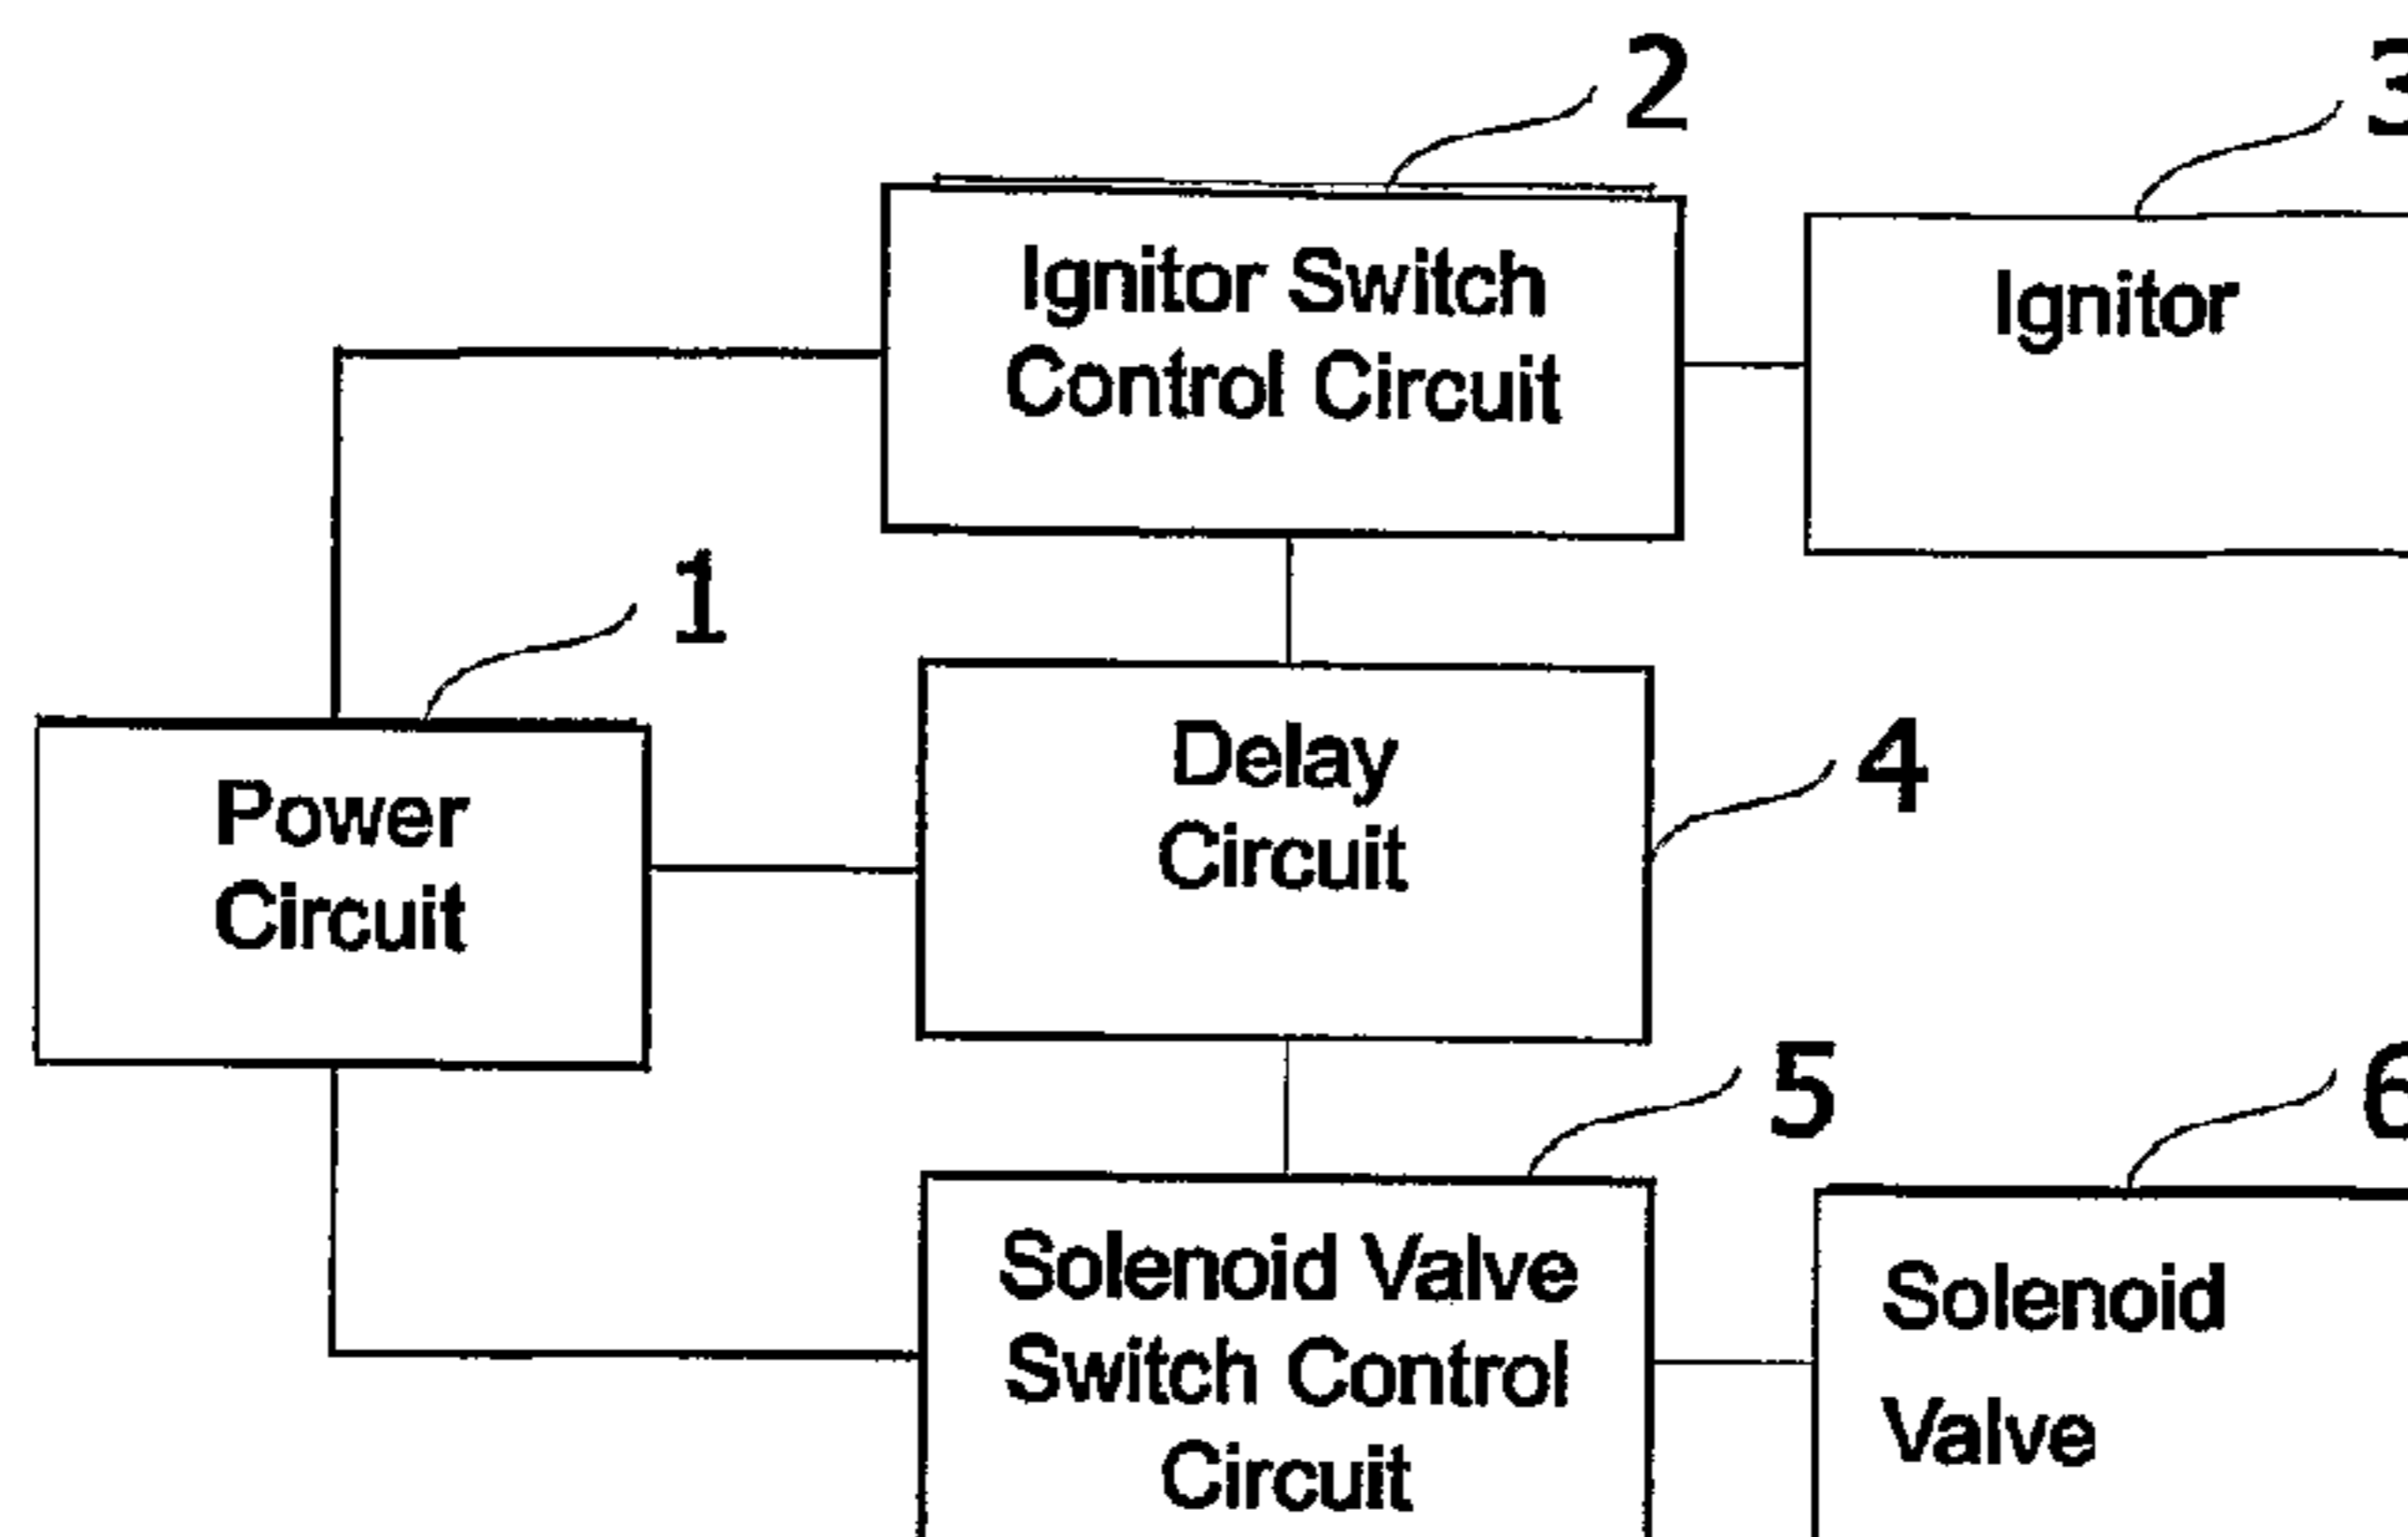 2
3
Ignitor Switch
Control Circuit
Ignitor
1
Power
Circuit
Delay
Circuit
4
5
6
Solenoid Valve
Switch Control
Circuit
Solenoid
Valve